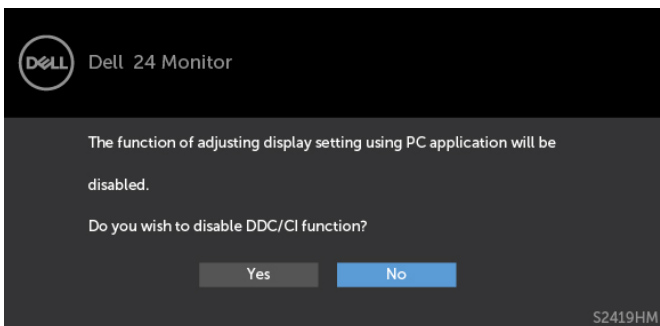 DELL
Dell 24 Monitor
The function of adjusting display setting using PC application will be
disabled.
Do you wish to disable DDC/CI function?
Yes No
S2419HM